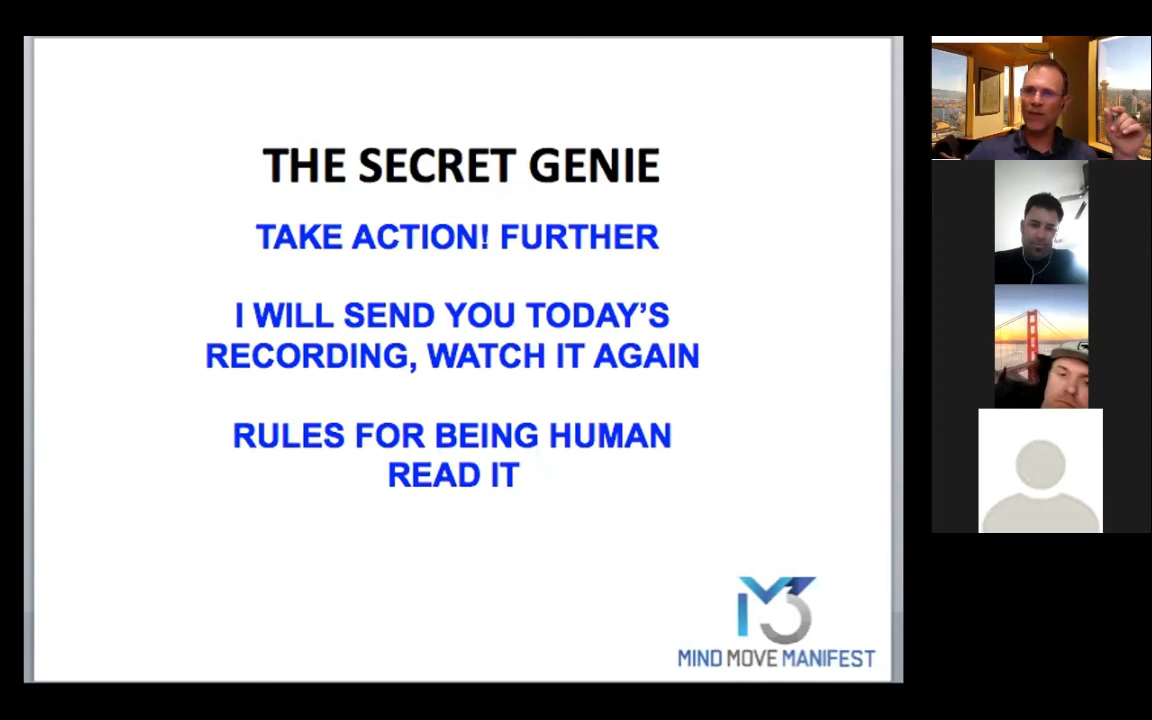 THE SECRET GENIE
TAKE ACTION! FURTHER
I WILL SEND YOU TODAY’S
RECORDING, WATCH IT AGAIN
RULES FOR BEING HUMAN
READ IT
M3
MIND MOVE MANIFEST